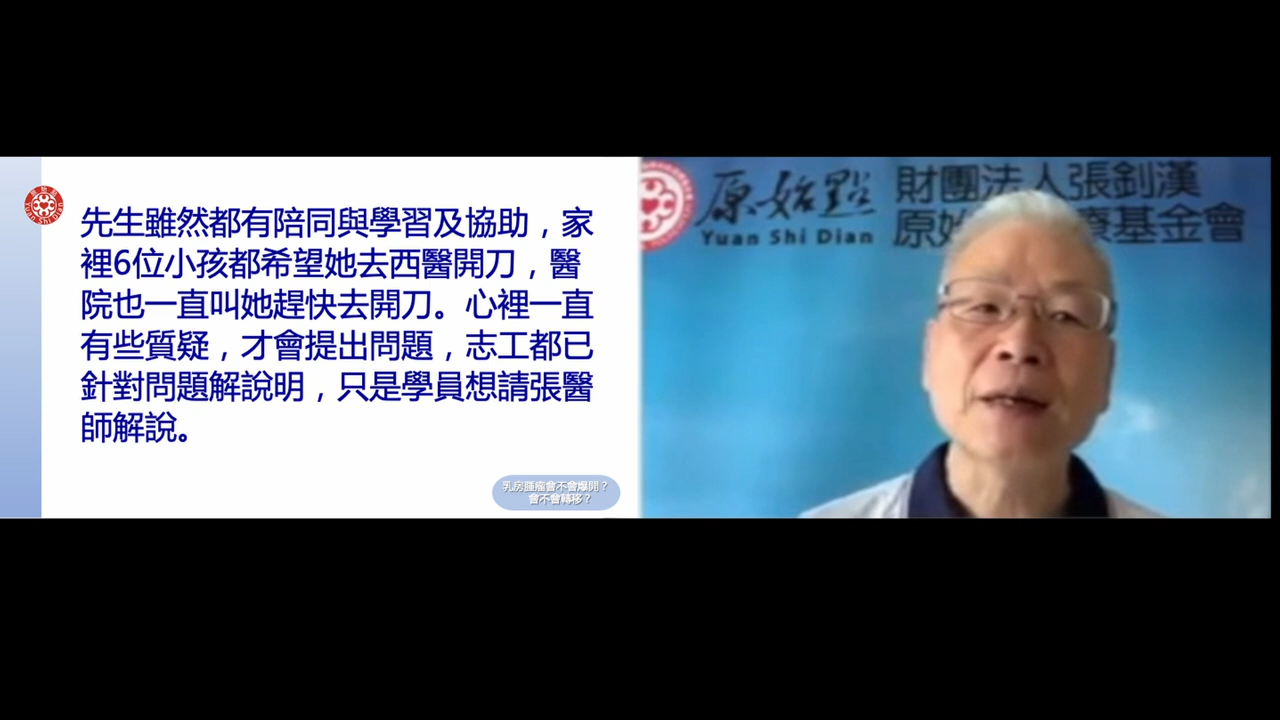 先生雖然都有陪同與學習及協助，家
裡6位小孩都希望她去西醫開刀，醫
院也一直叫她趕快去開刀。心裡一直
有些質疑，才會提出問題，志工都已
針對問題解說明，只是學員想請張醫
師解說。
乳房腫瘤會不會爆開？
會不會轉移？
Yuan Shi Dian
原始點
Yuan Shi Dian
財團法人張釗漢
原始 療基金會